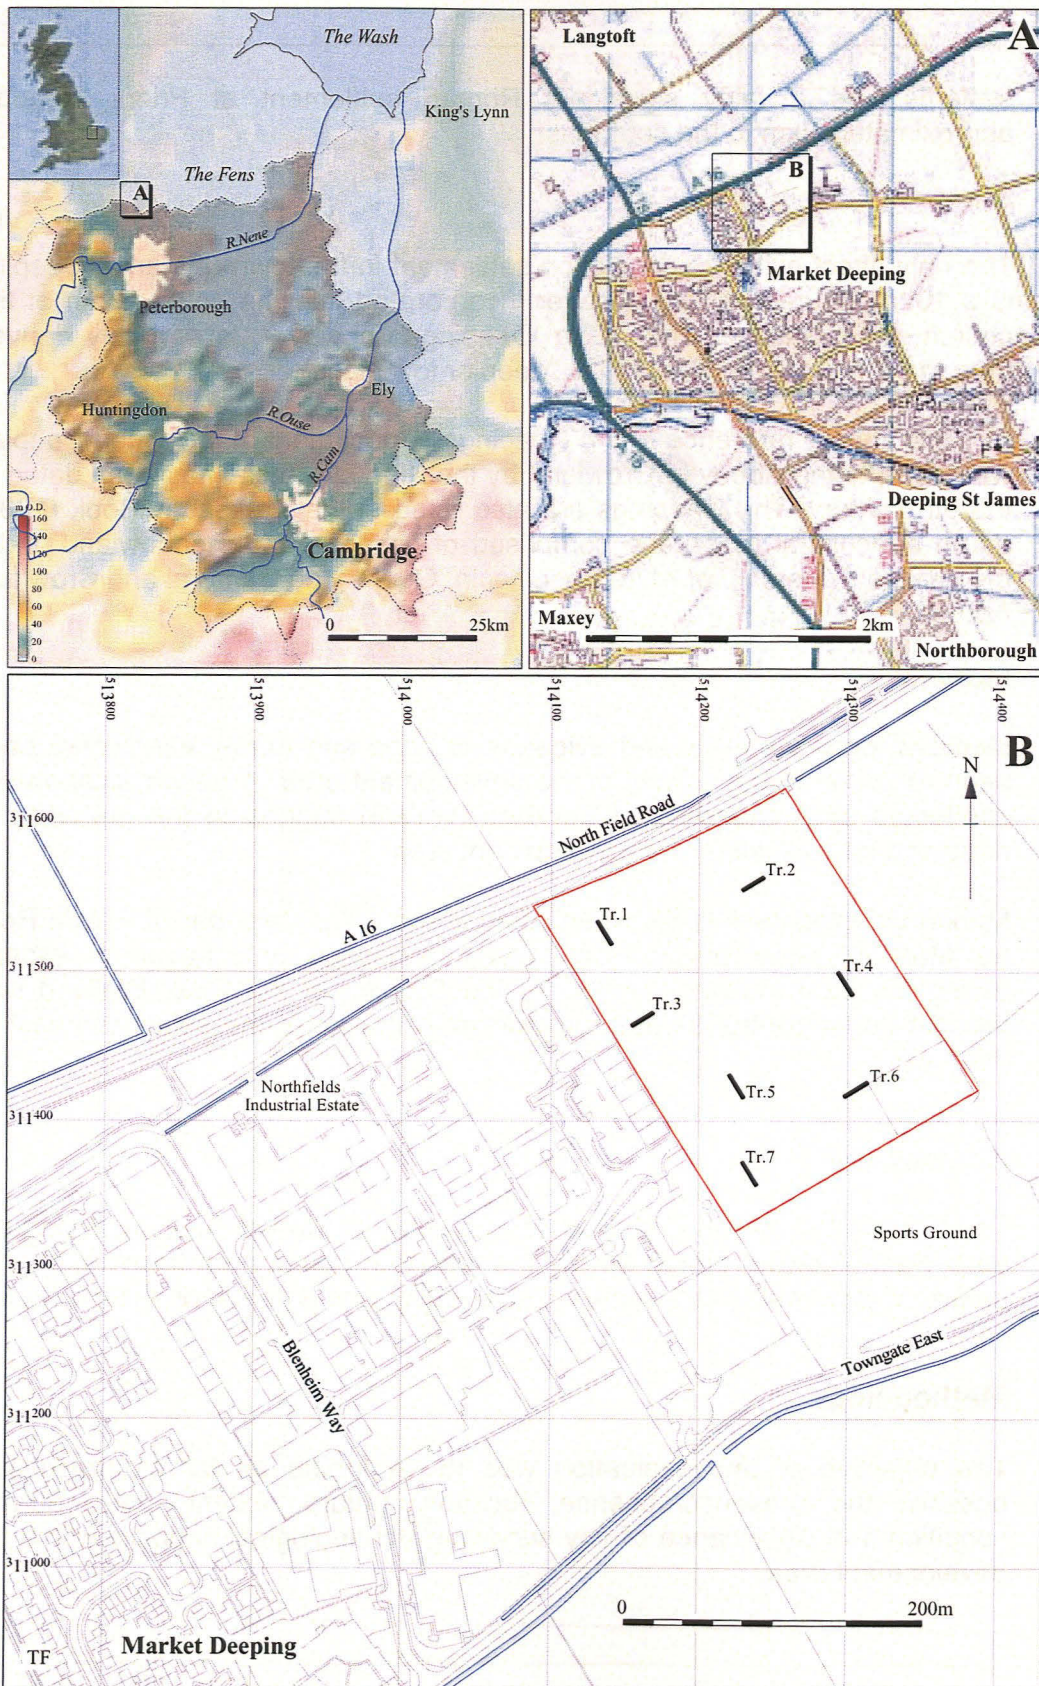 The Wash
King's Lynn
The Fens
A
R.Nene
Peterborough
Ely
Huntingdon
R.Ouse
R.Cam
m O.D.
160
140
120
100
80
60
40
20
0
Cambridge
0
25km
A
Langtoft
B
A 16
Market Deeping
Deeping St James
Maxey
2km
Northborough
B
513800
513900
514000
514100
514200
514300
514400
N
311600
311500
311400
311300
311200
311000
North Field Road
A 16
Tr.1
Tr.2
Tr.3
Tr.4
Tr.5
Tr.6
Tr.7
Northfields
Industrial Estate
Sports Ground
Blenheim Way
Towngate East
0
200m
Market Deeping
TF